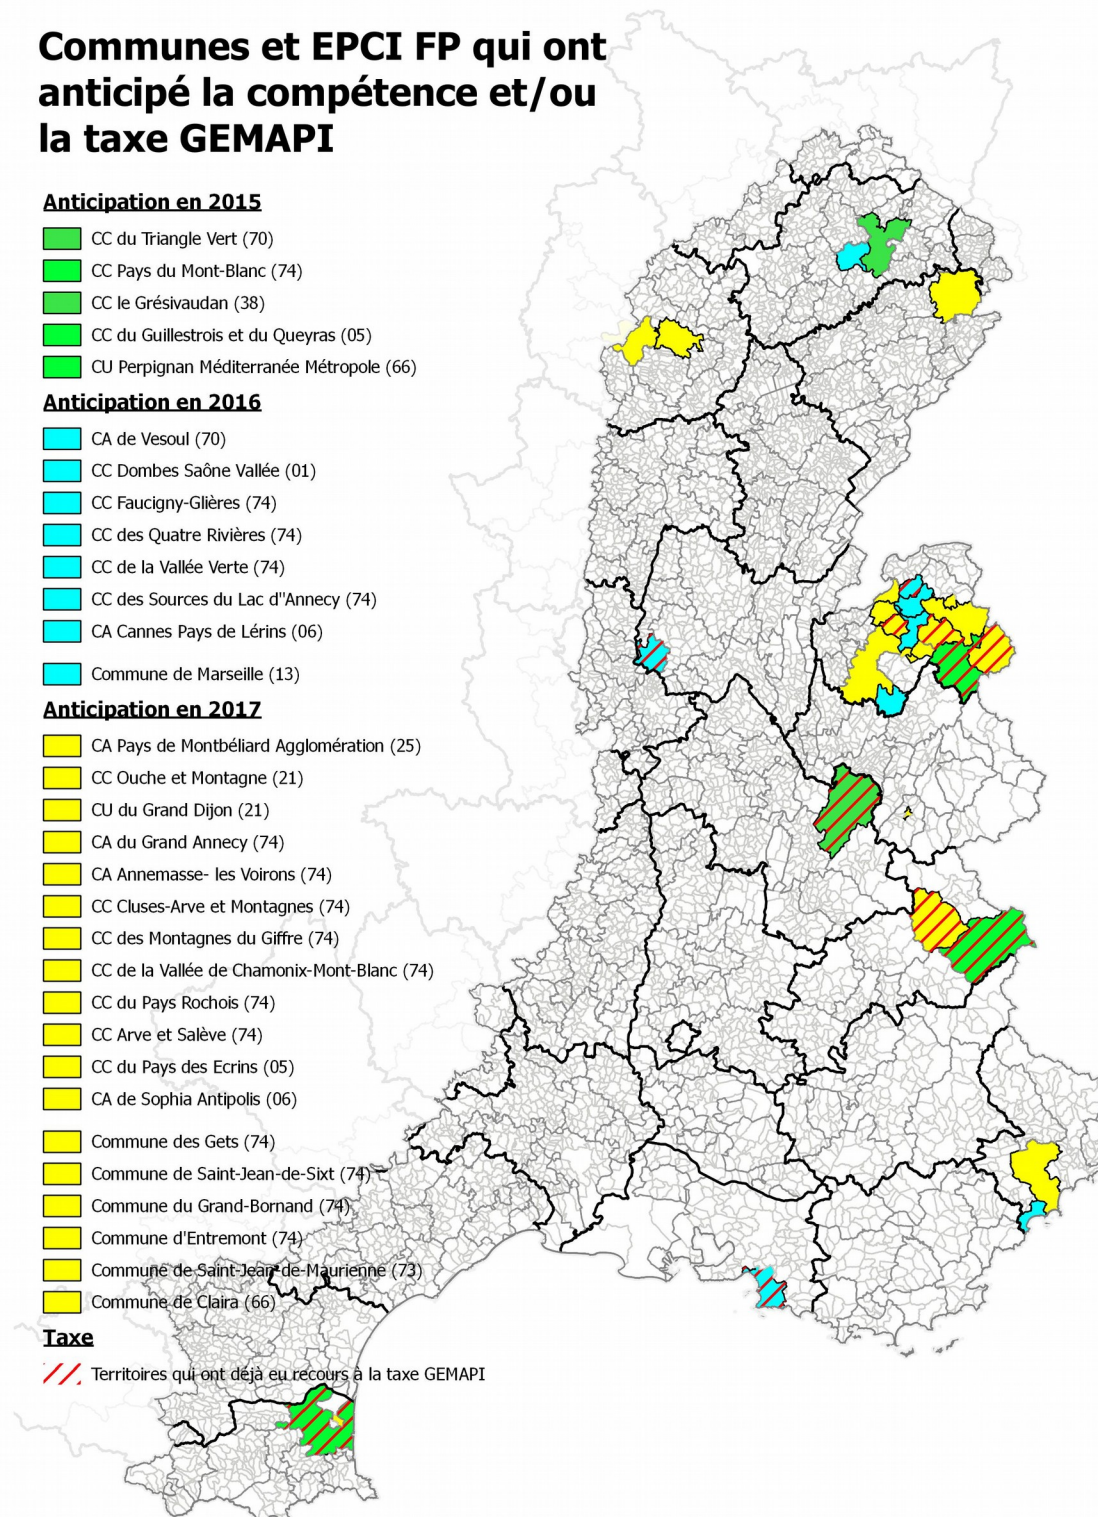 Communes et EPCI FP qui ont
anticipé la compétence et/ou
la taxe GEMAPI
Anticipation en 2015
CC du Triangle Vert (70)
CC Pays du Mont-Blanc (74)
CC le Grésivaudan (38)
CC du Guillestrois et du Queyras (05)
CU Perpignan Méditerranée Métropole (66)
Anticipation en 2016
CA de Vesoul (70)
CC Dombes Saône Vallée (01)
CC Faucigny-Glières (74)
CC des Quatre Rivières (74)
CC de la Vallée Verte (74)
CC des Sources du Lac d"Annecy (74)
CA Cannes Pays de Lérins (06)
Commune de Marseille (13)
Anticipation en 2017
CA Pays de Montbéliard Agglomération (25)
CC Ouche et Montagne (21)
CU du Grand Dijon (21)
CA du Grand Annecy (74)
CA Annemasse- les Voirons (74)
CC Cluses-Arve et Montagnes (74)
CC des Montagnes du Giffre (74)
CC de la Vallée de Chamonix-Mont-Blanc (74)
CC du Pays Rochois (74)
CC Arve et Salève (74)
CC du Pays des Ecrins (05)
CA de Sophia Antipolis (06)
Commune des Gets (74)
Commune de Saint-Jean-de-Sixt (74)
Commune du Grand-Bornand (74)
Commune d'Entremont (74)
Commune de Saint-Jean-de-Maurienne (73)
Commune de Claira (66)
Taxe
Territoires qui ont déjà eu recours à la taxe GEMAPI